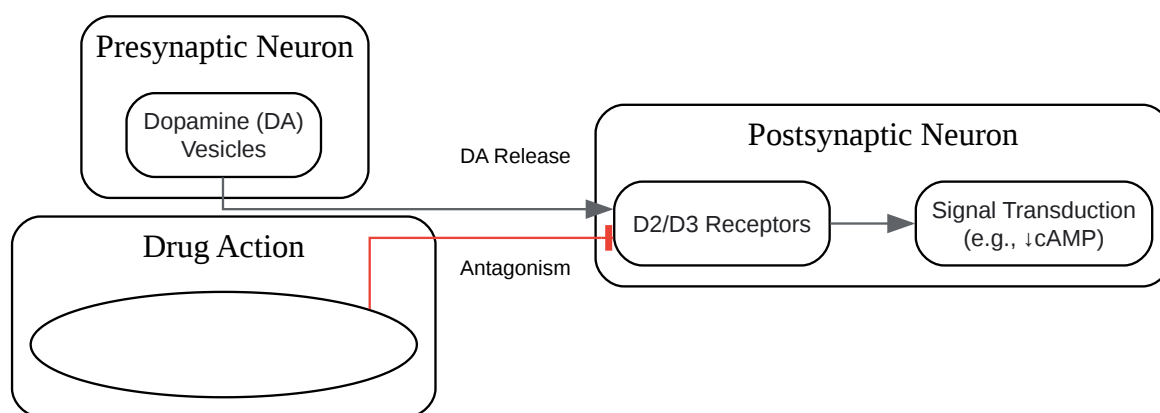 Presynaptic Neuron
Dopamine (DA)
Vesicles
DA Release
Postsynaptic Neuron
D2/D3 Receptors
Signal Transduction
(e.g., ↓cAMP)
Drug Action
Antagonism